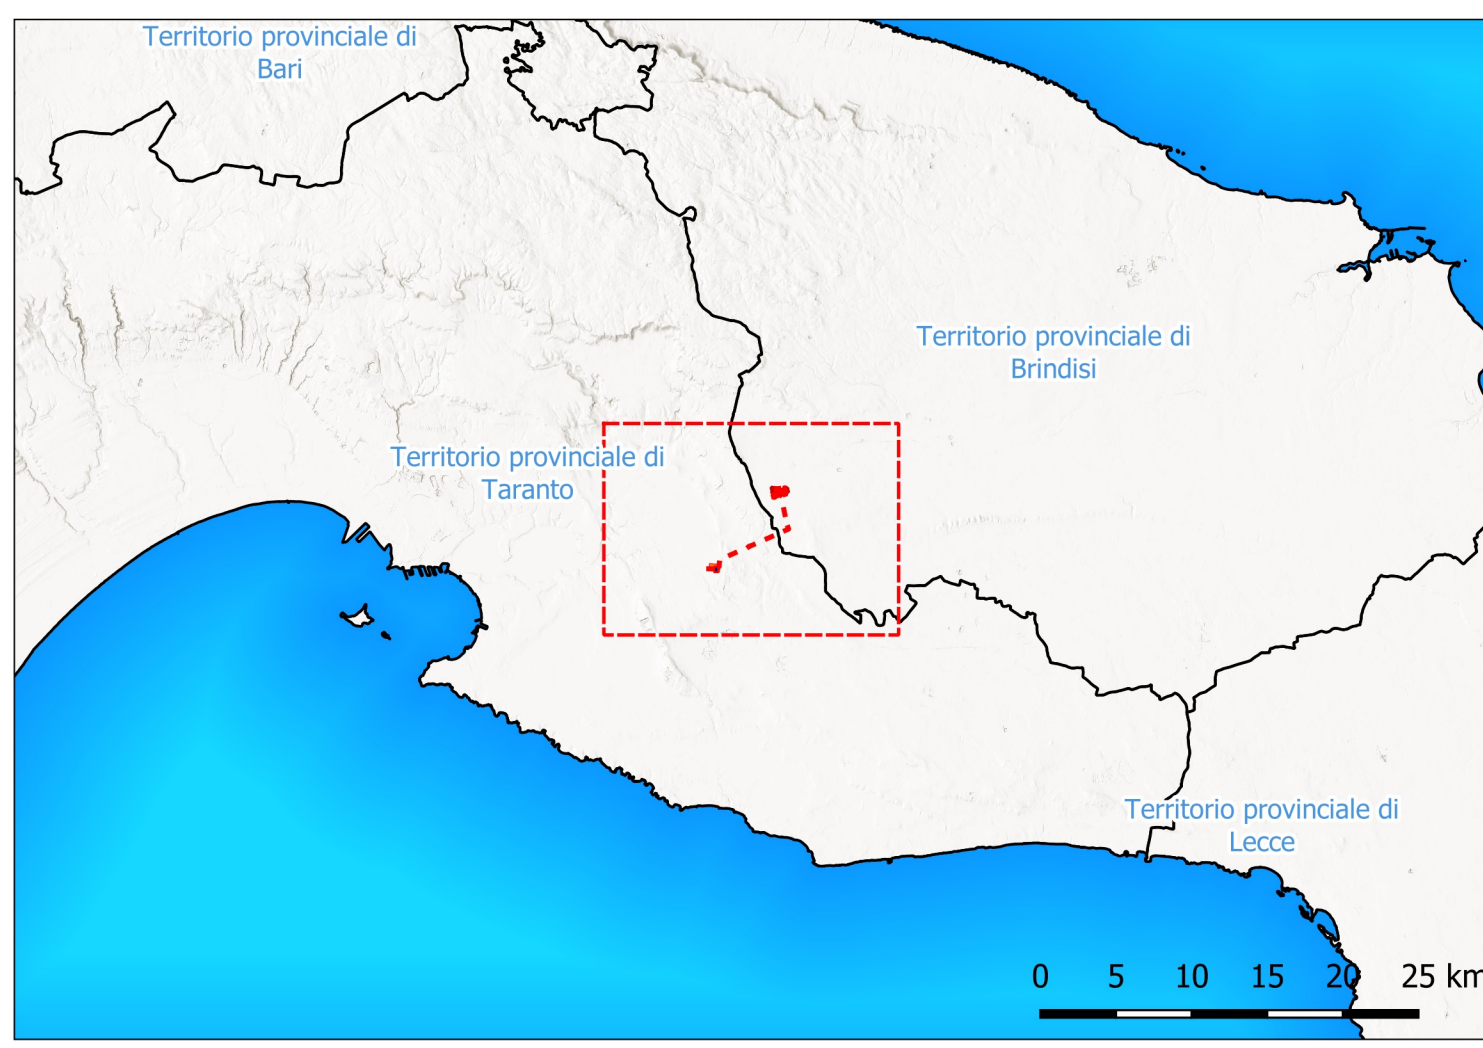 Territorio provinciale di
Bari
Territorio provinciale di
Brindisi
Territorio provinciale di
Taranto
Territorio provinciale di
Lecce
0 5 10 15 20 25 km